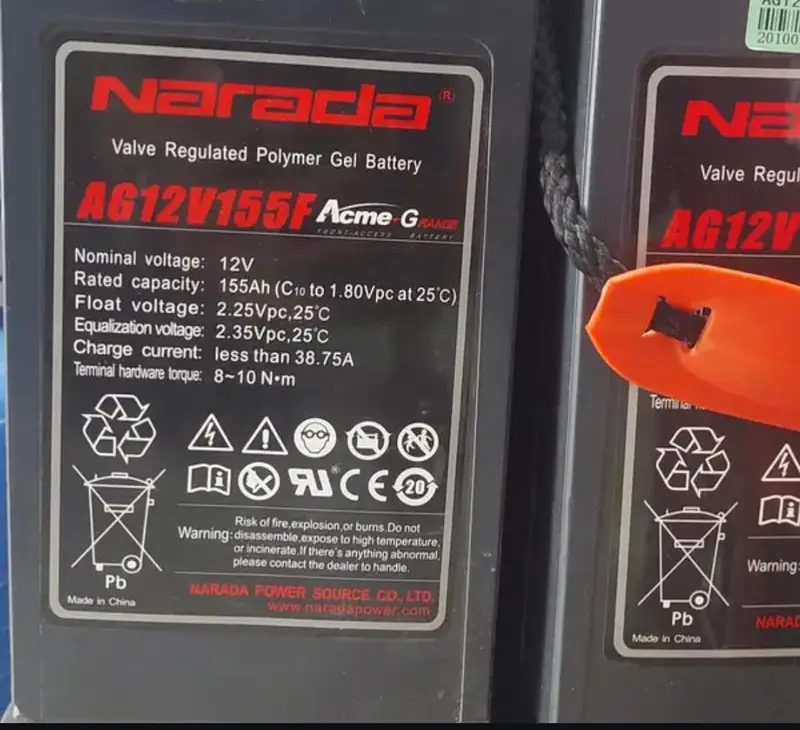 Narada®
Valve Regulated Polymer Gel Battery
AG12V155F Acme-G RANGE
FRONT-ACCESS BATTERY
Nominal voltage: 12V
Rated capacity: 155Ah (C10 to 1.80Vpc at 25℃)
Float voltage: 2.25Vpc,25℃
Equalization voltage: 2.35Vpc,25℃
Charge current: less than 38.75A
Terminal hardware torque: 8~10 N•m
CE 20
Pb
Warning: Risk of fire,explosion,or burns.Do not
disassemble,expose to high temperature,
or incinerate.If there's anything abnormal,
please contact the dealer to handle.
NARADA POWER SOURCE CO., LTD.
www.naradapower.com
Made in China
20100
Na
Valve Regul
AG12V
Pb
Warning:
NARAD
Made in China